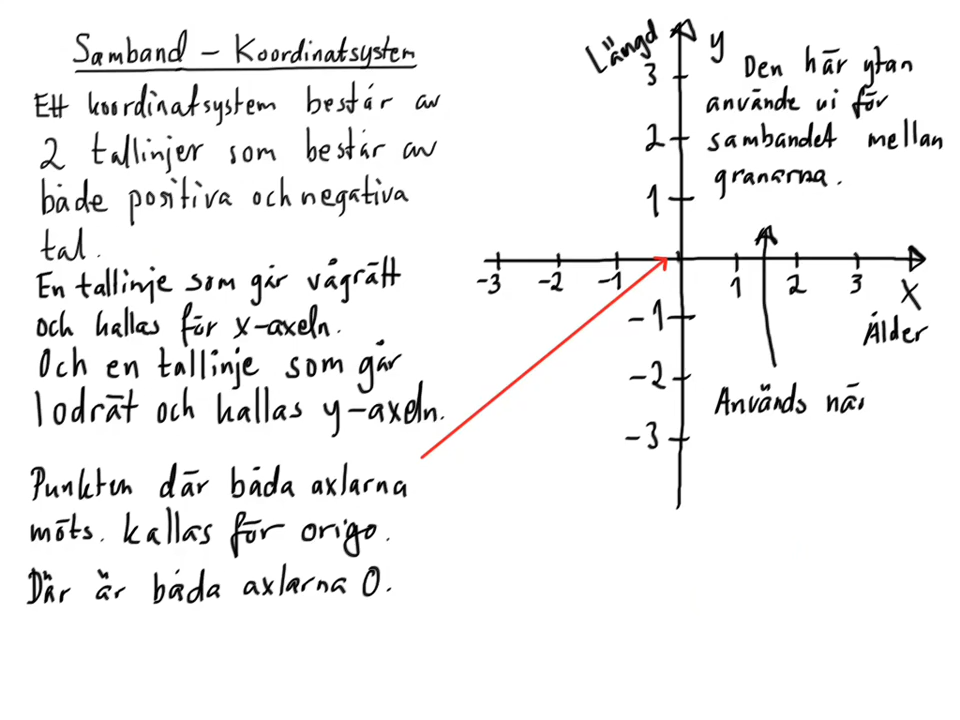 Samband - Koordinatsystem
Ett koordinatsystem består av
2 tallinjer som består av
både positiva och negativa
tal.
En tallinje som går vågrätt
och kallas för x-axeln.
Och en tallinje som går
lodrät och kallas y-axeln.
Punkten där båda axlarna
möts. kallas för origo.
Där är båda axlarna 0.
Längd
y
Den här ytan
använde vi för
sambandet mellan
granarna.
3
2
1
-3 -2 -1 1 2 3 X
Ålder
-1
-2
-3
Används när